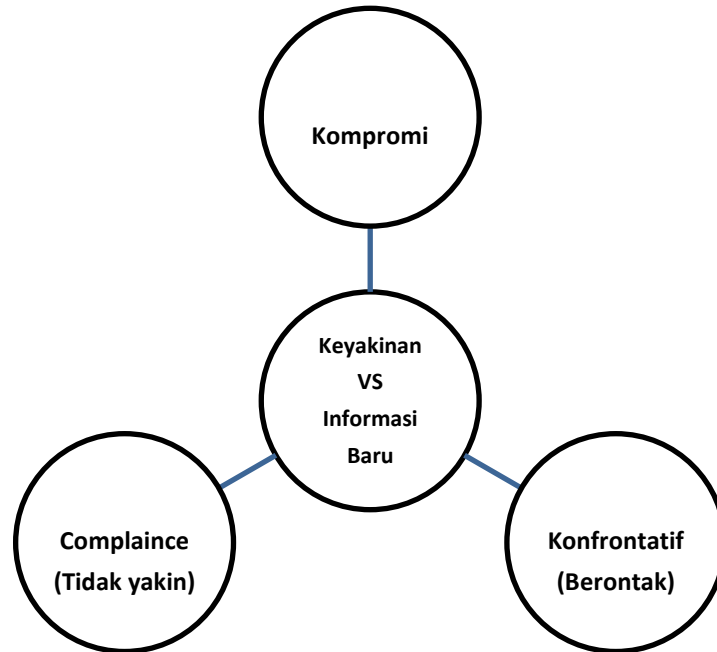 Kompromi
Keyakinan
VS
Informasi
Baru
Complaince
(Tidak yakin)
Konfrontatif
(Berontak)